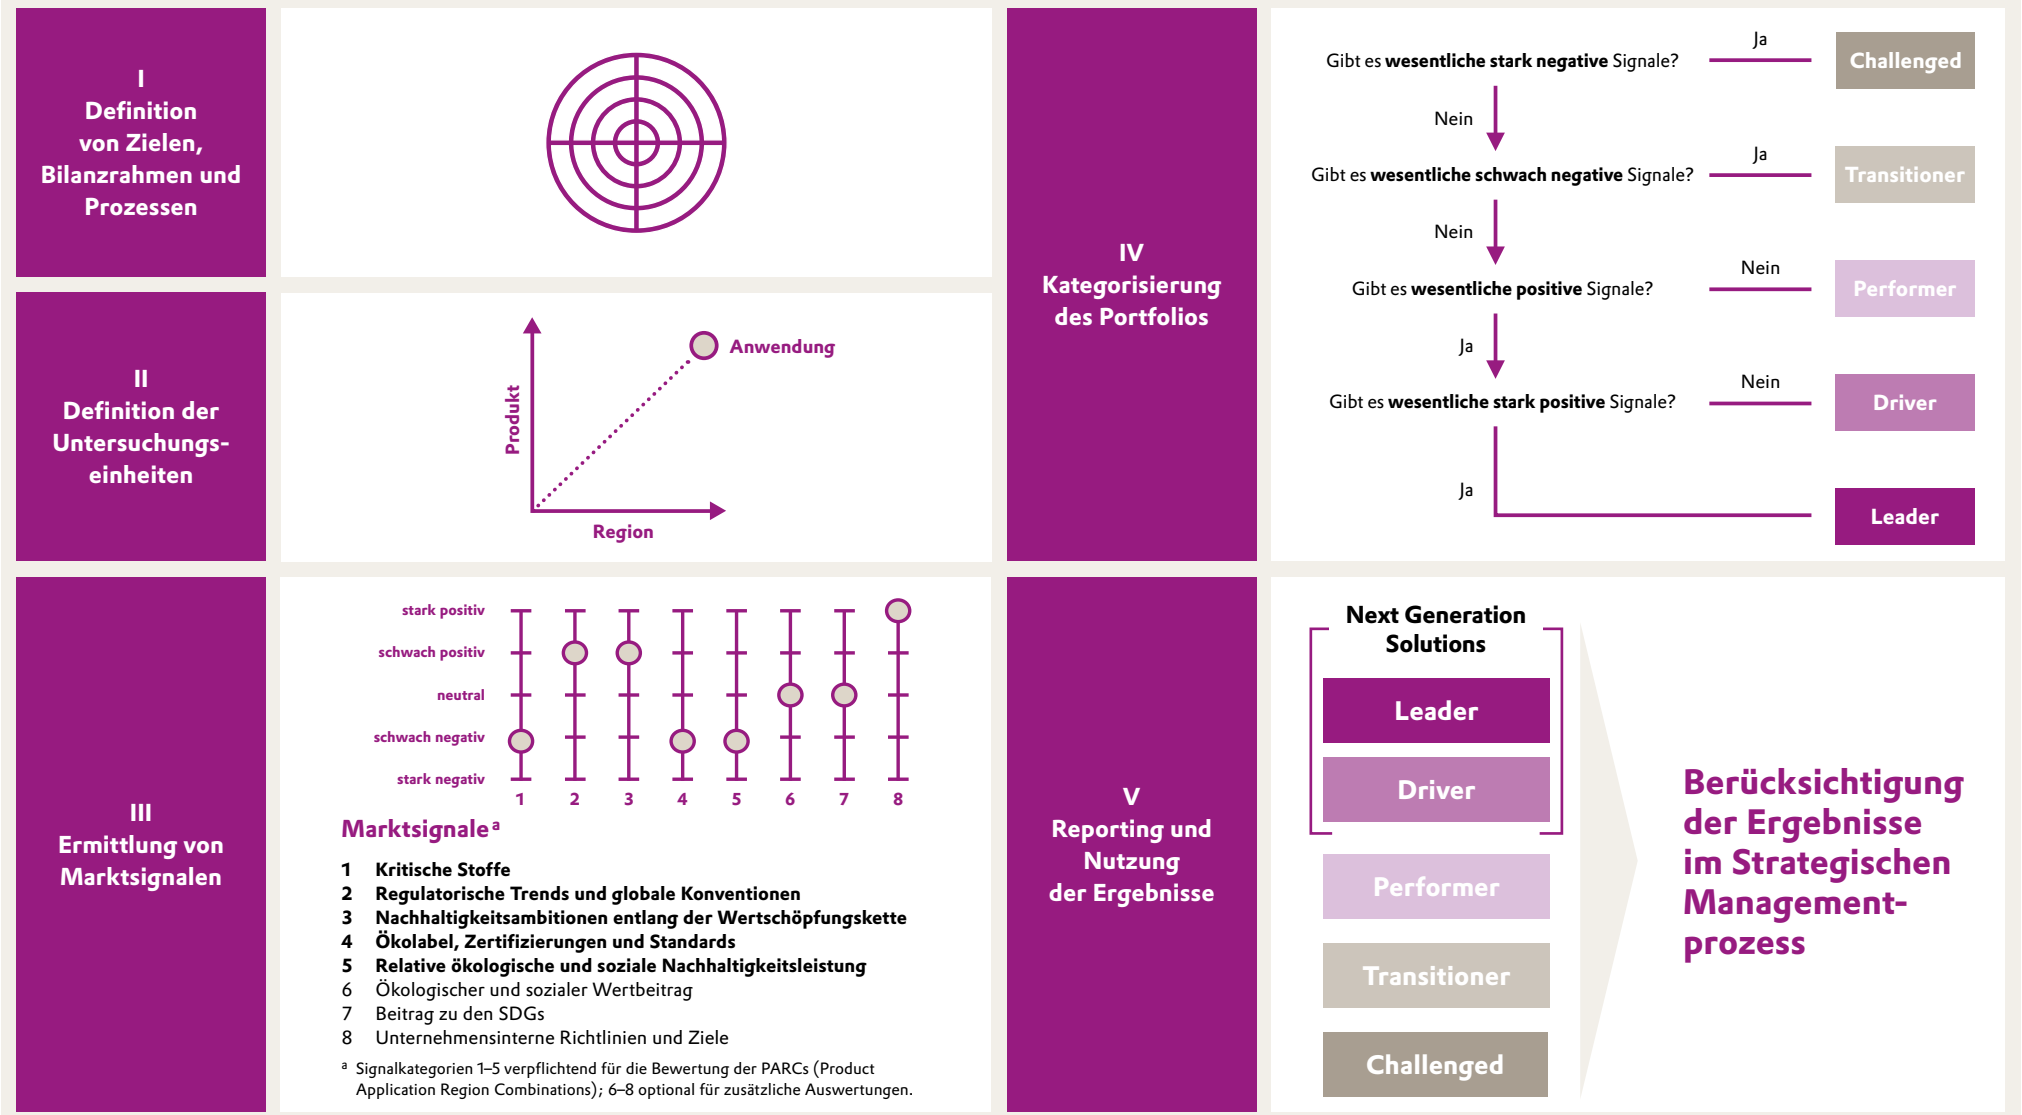 I
Definition
von Zielen,
Bilanzrahmen und
Prozessen
II
Definition der
Untersuchungs-
einheiten
Produkt
Anwendung
Region
III
Ermittlung von
Marktsignalen
stark positiv
schwach positiv
neutral
schwach negativ
stark negativ
1 2 3 4 5 6 7 8
Marktsignale a
1 Kritische Stoffe
2 Regulatorische Trends und globale Konventionen
3 Nachhaltigkeitsambitionen entlang der Wertschöpfungskette
4 Ökolabel, Zertifizierungen und Standards
5 Relative ökologische und soziale Nachhaltigkeitsleistung
6 Ökologischer und sozialer Wertbeitrag
7 Beitrag zu den SDGs
8 Unternehmensinterne Richtlinien und Ziele
a Signalkategorien 1–5 verpflichtend für die Bewertung der PARCs (Product
Application Region Combinations); 6–8 optional für zusätzliche Auswertungen.
IV
Kategorisierung
des Portfolios
Gibt es wesentliche stark negative Signale?
Ja
Challenged
Nein
Gibt es wesentliche schwach negative Signale?
Ja
Transitioner
Nein
Gibt es wesentliche positive Signale?
Nein
Performer
Ja
Gibt es wesentliche stark positive Signale?
Nein
Driver
Ja
Leader
V
Reporting und
Nutzung
der Ergebnisse
Next Generation
Solutions
Leader
Driver
Performer
Transitioner
Challenged
Berücksichtigung
der Ergebnisse
im Strategischen
Management-
prozess